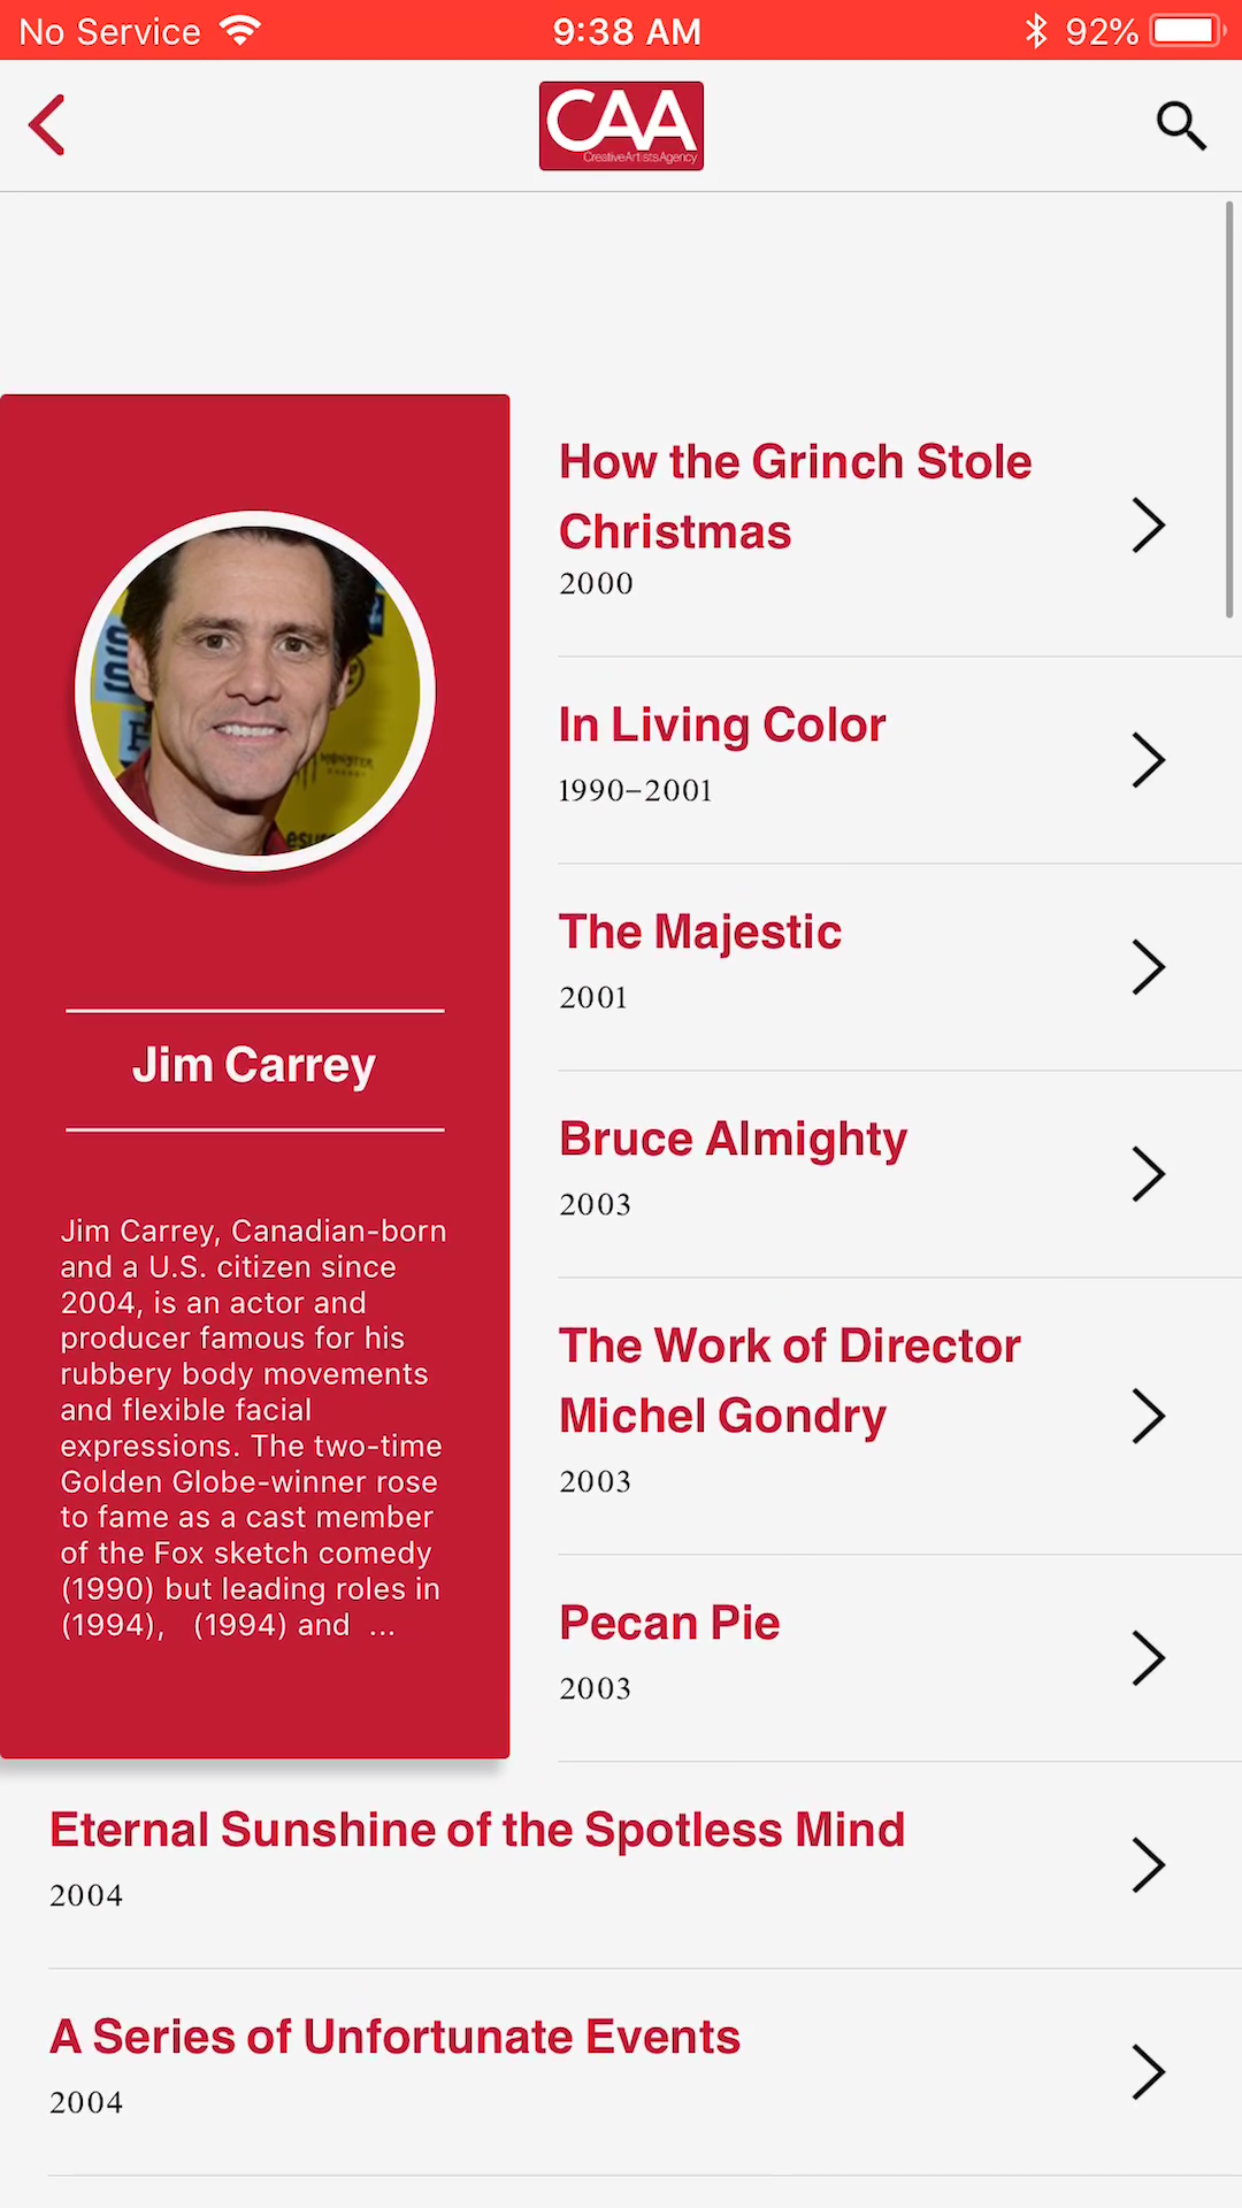 No Service
9:38 AM
92%
CAA
CreativeArtistsAgency
Jim Carrey
Jim Carrey, Canadian-born
and a U.S. citizen since
2004, is an actor and
producer famous for his
rubbery body movements
and flexible facial
expressions. The two-time
Golden Globe-winner rose
to fame as a cast member
of the Fox sketch comedy
(1990) but leading roles in
(1994), (1994) and ...
How the Grinch Stole
Christmas
2000
In Living Color
1990–2001
The Majestic
2001
Bruce Almighty
2003
The Work of Director
Michel Gondry
2003
Pecan Pie
2003
Eternal Sunshine of the Spotless Mind
2004
A Series of Unfortunate Events
2004